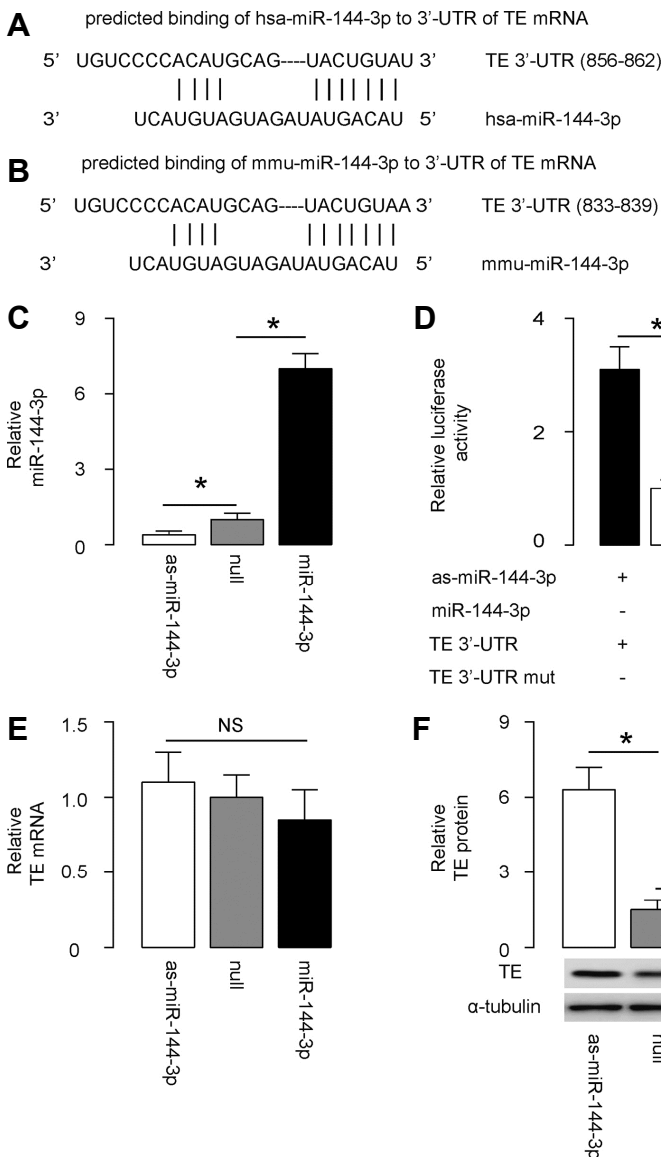 A
predicted binding of hsa-miR-144-3p to 3'-UTR of TE mRNA
5' UGUCCCCACAUGCAG----UACUGUAU 3' TE 3'-UTR (856-862)
3' UCAUGUAGUAGAUAUGACAU 5' hsa-miR-144-3p
B
predicted binding of mmu-miR-144-3p to 3'-UTR of TE mRNA
5' UGUCCCCACAUGCAG----UACUGUAA 3' TE 3'-UTR (833-839)
3' UCAUGUAGUAGAUAUGACAU 5' mmu-miR-144-3p
C
9
6
3
0
Relative
miR-144-3p
*
*
as-miR-144-3p
null
miR-144-3p
D
4
2
0
Relative luciferase
activity
*
as-miR-144-3p +
miR-144-3p -
TE 3'-UTR +
TE 3'-UTR mut -
E
1.5
1.0
0.5
0
Relative
TE mRNA
NS
as-miR-144-3p
null
miR-144-3p
F
9
6
3
0
Relative
TE protein
*
TE
α-tubulin
as-miR-144-3p
null